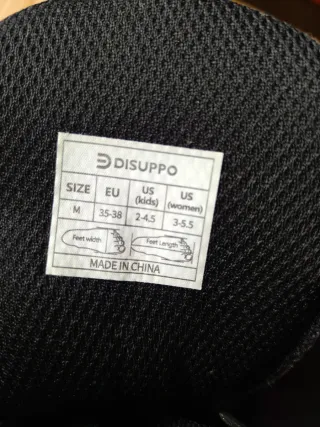 DISUPPO
SIZE EU US (kids) US (women)
M 35-38 2-4.5 3-5.5
Feet width Feet Length
MADE IN CHINA